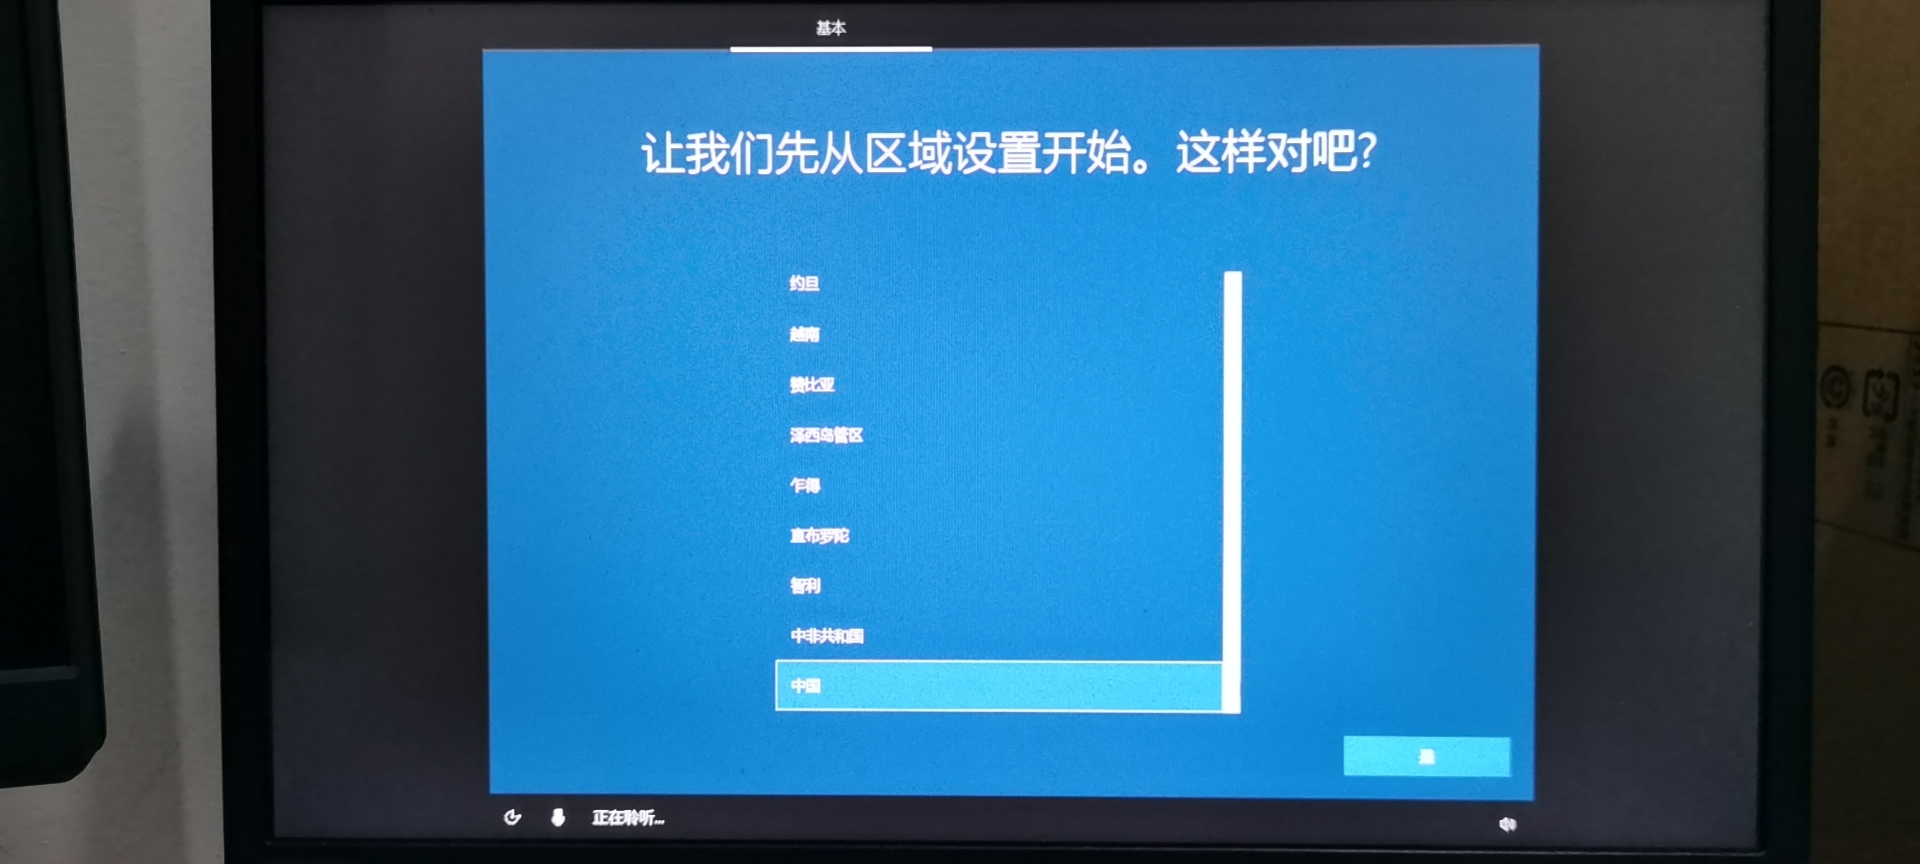 基本
让我们先从区域设置开始。这样对吧?
约旦
越南
赞比亚
泽西岛管区
乍得
直布罗陀
智利
中非共和国
中国
是
正在聆听...